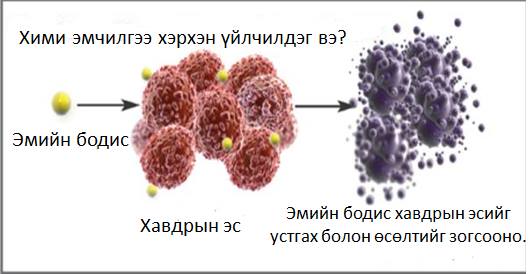 Хими эмчилгээ хэрхэн үйлчилдэг вэ?
Эмийн бодис
Хавдрын эс
Эмийн бодис хавдрын эсийг
устгах болон өсөлтийг зогсооно.